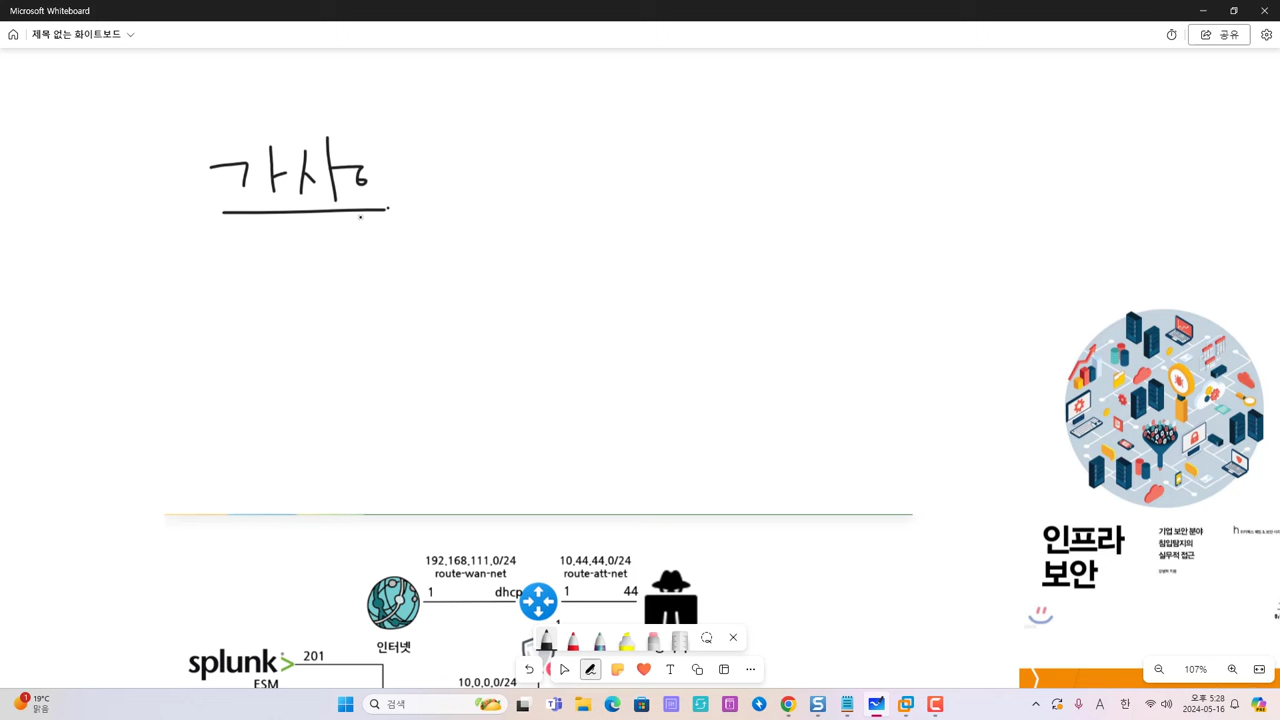 Microsoft Whiteboard
제목 없는 화이트보드
공유
가상
192.168.111.0/24
route-wan-net
10.44.44.0/24
route-att-net
1
dhcp
1
44
1
인터넷
splunk>
201
ESM
10.0.0.0/24
인프라
보안
기업 보안 분야
침입탐지의
실무적 접근
107%
19°C
맑음
검색
A
한
오후 5:28
2024-05-16